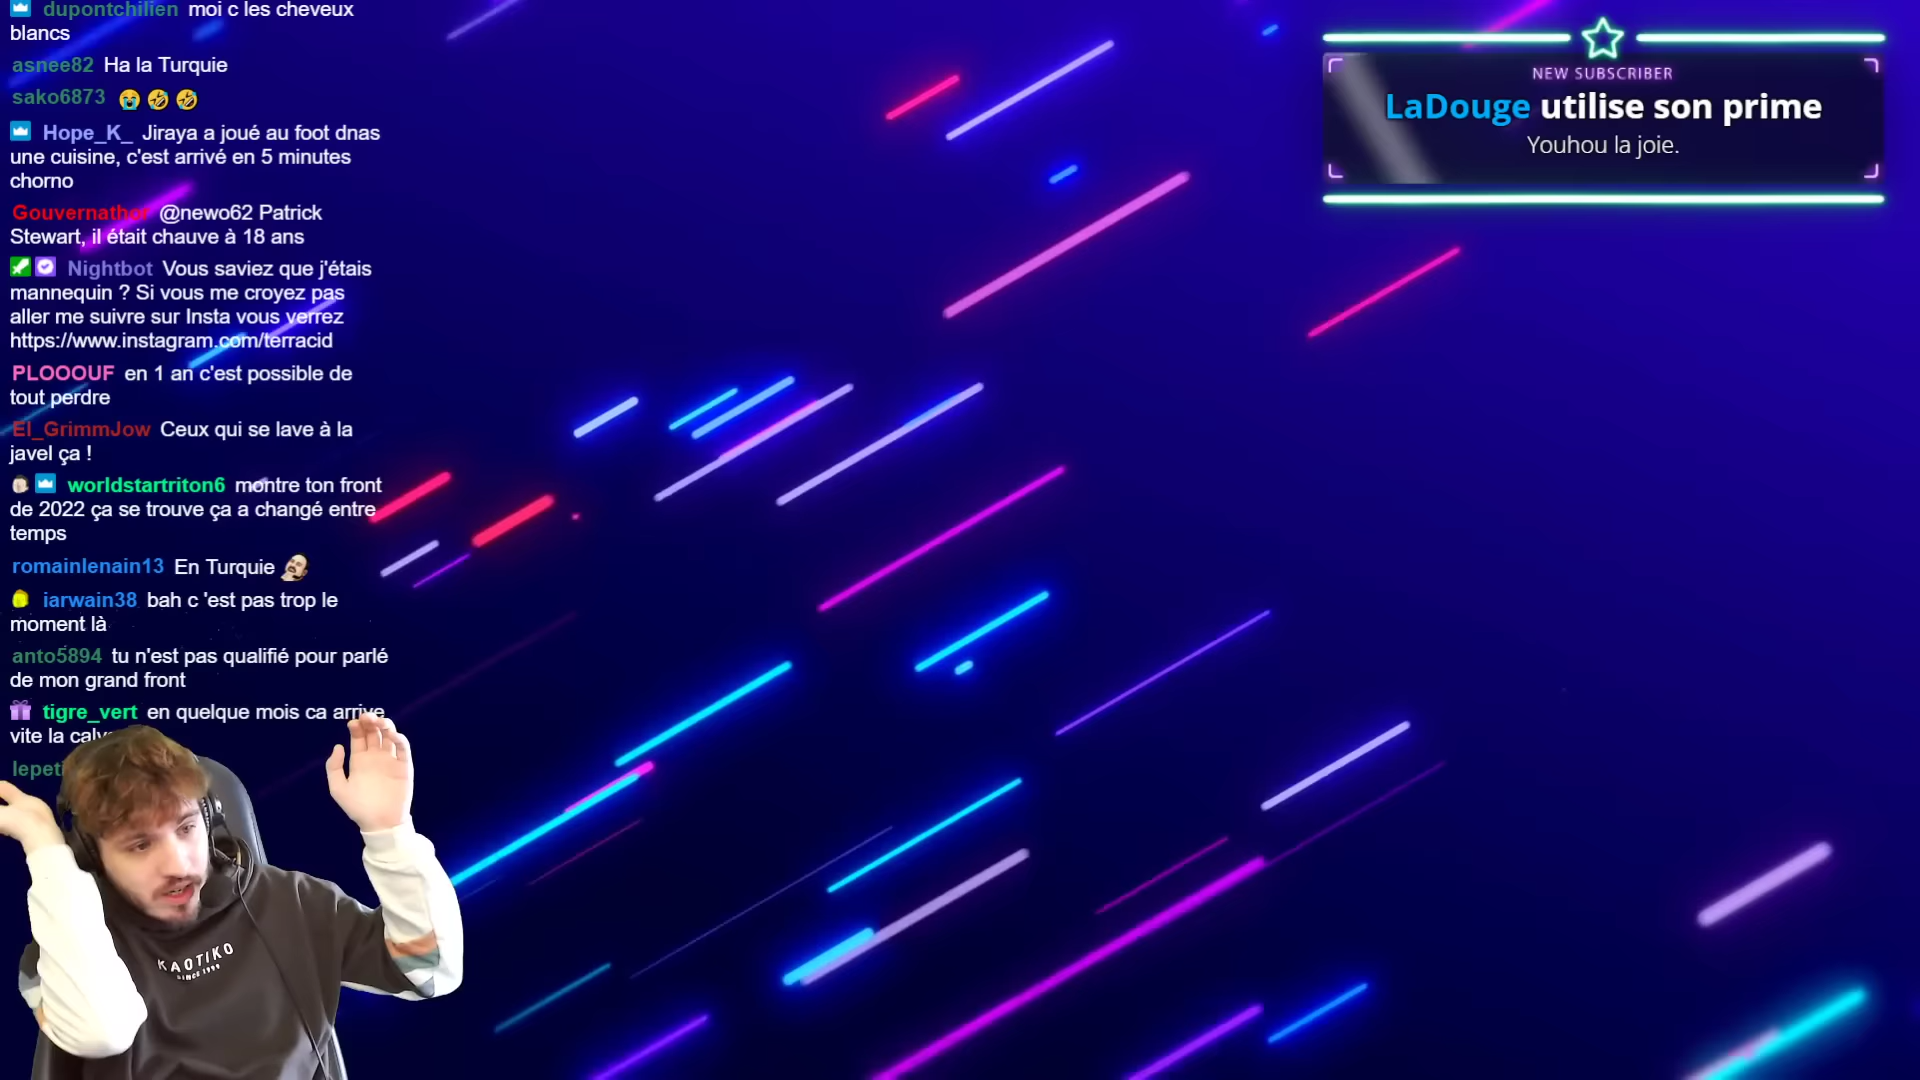 dupontchilien moi c les cheveux
blancs
asnee82 Ha la Turquie
sako6873
Hope_K_ Jiraya a joué au foot dnas
une cuisine, c'est arrivé en 5 minutes
chorno
Gouvernathor @newo62 Patrick
Stewart, il était chauve à 18 ans
Nightbot Vous saviez que j'étais
mannequin ? Si vous me croyez pas
aller me suivre sur Insta vous verrez
https://www.instagram.com/terracid
PLOOOUF en 1 an c'est possible de
tout perdre
El_GrimmJow Ceux qui se lave à la
javel ça !
worldstartriton6 montre ton front
de 2022 ça se trouve ça a changé entre
temps
romainlenain13 En Turquie
iarwain38 bah c 'est pas trop le
moment là
anto5894 tu n'est pas qualifié pour parlé
de mon grand front
tigre_vert en quelque mois ca arrive
vite la
KAOTIKO
SINCE 1999
NEW SUBSCRIBER
LaDouge utilise son prime
Youhou la joie.